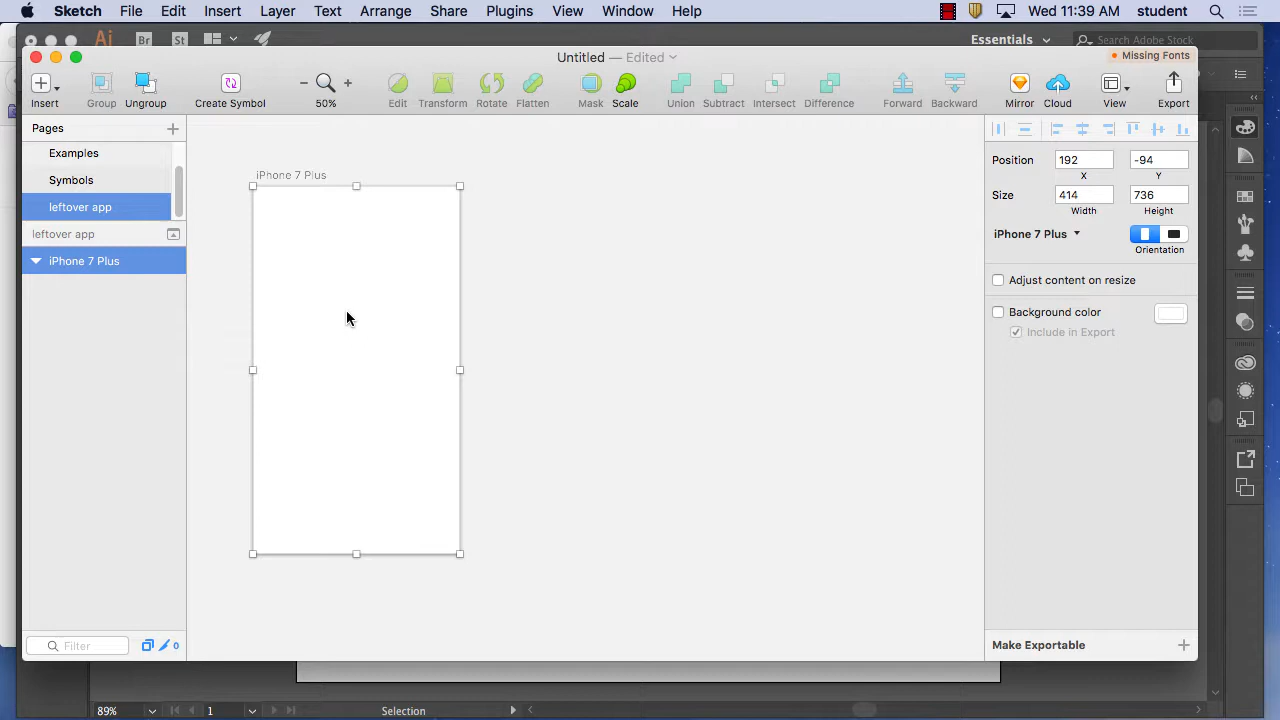 Sketch File Edit Insert Layer Text Arrange Share Plugins View Window Help Wed 11:39 AM student
Ai Br St Essentials Search Adobe Stock
Untitled — Edited Missing Fonts
Insert Group Ungroup Create Symbol 50% Edit Transform Rotate Flatten Mask Scale Union Subtract Intersect Difference Forward Backward Mirror Cloud View Export
Pages
Examples
Symbols
leftover app
leftover app
iPhone 7 Plus
iPhone 7 Plus
Position 192 -94
X Y
Size 414 736
Width Height
iPhone 7 Plus
Orientation
Adjust content on resize
Background color
Include in Export
Filter 0
Make Exportable
89% 1 Selection